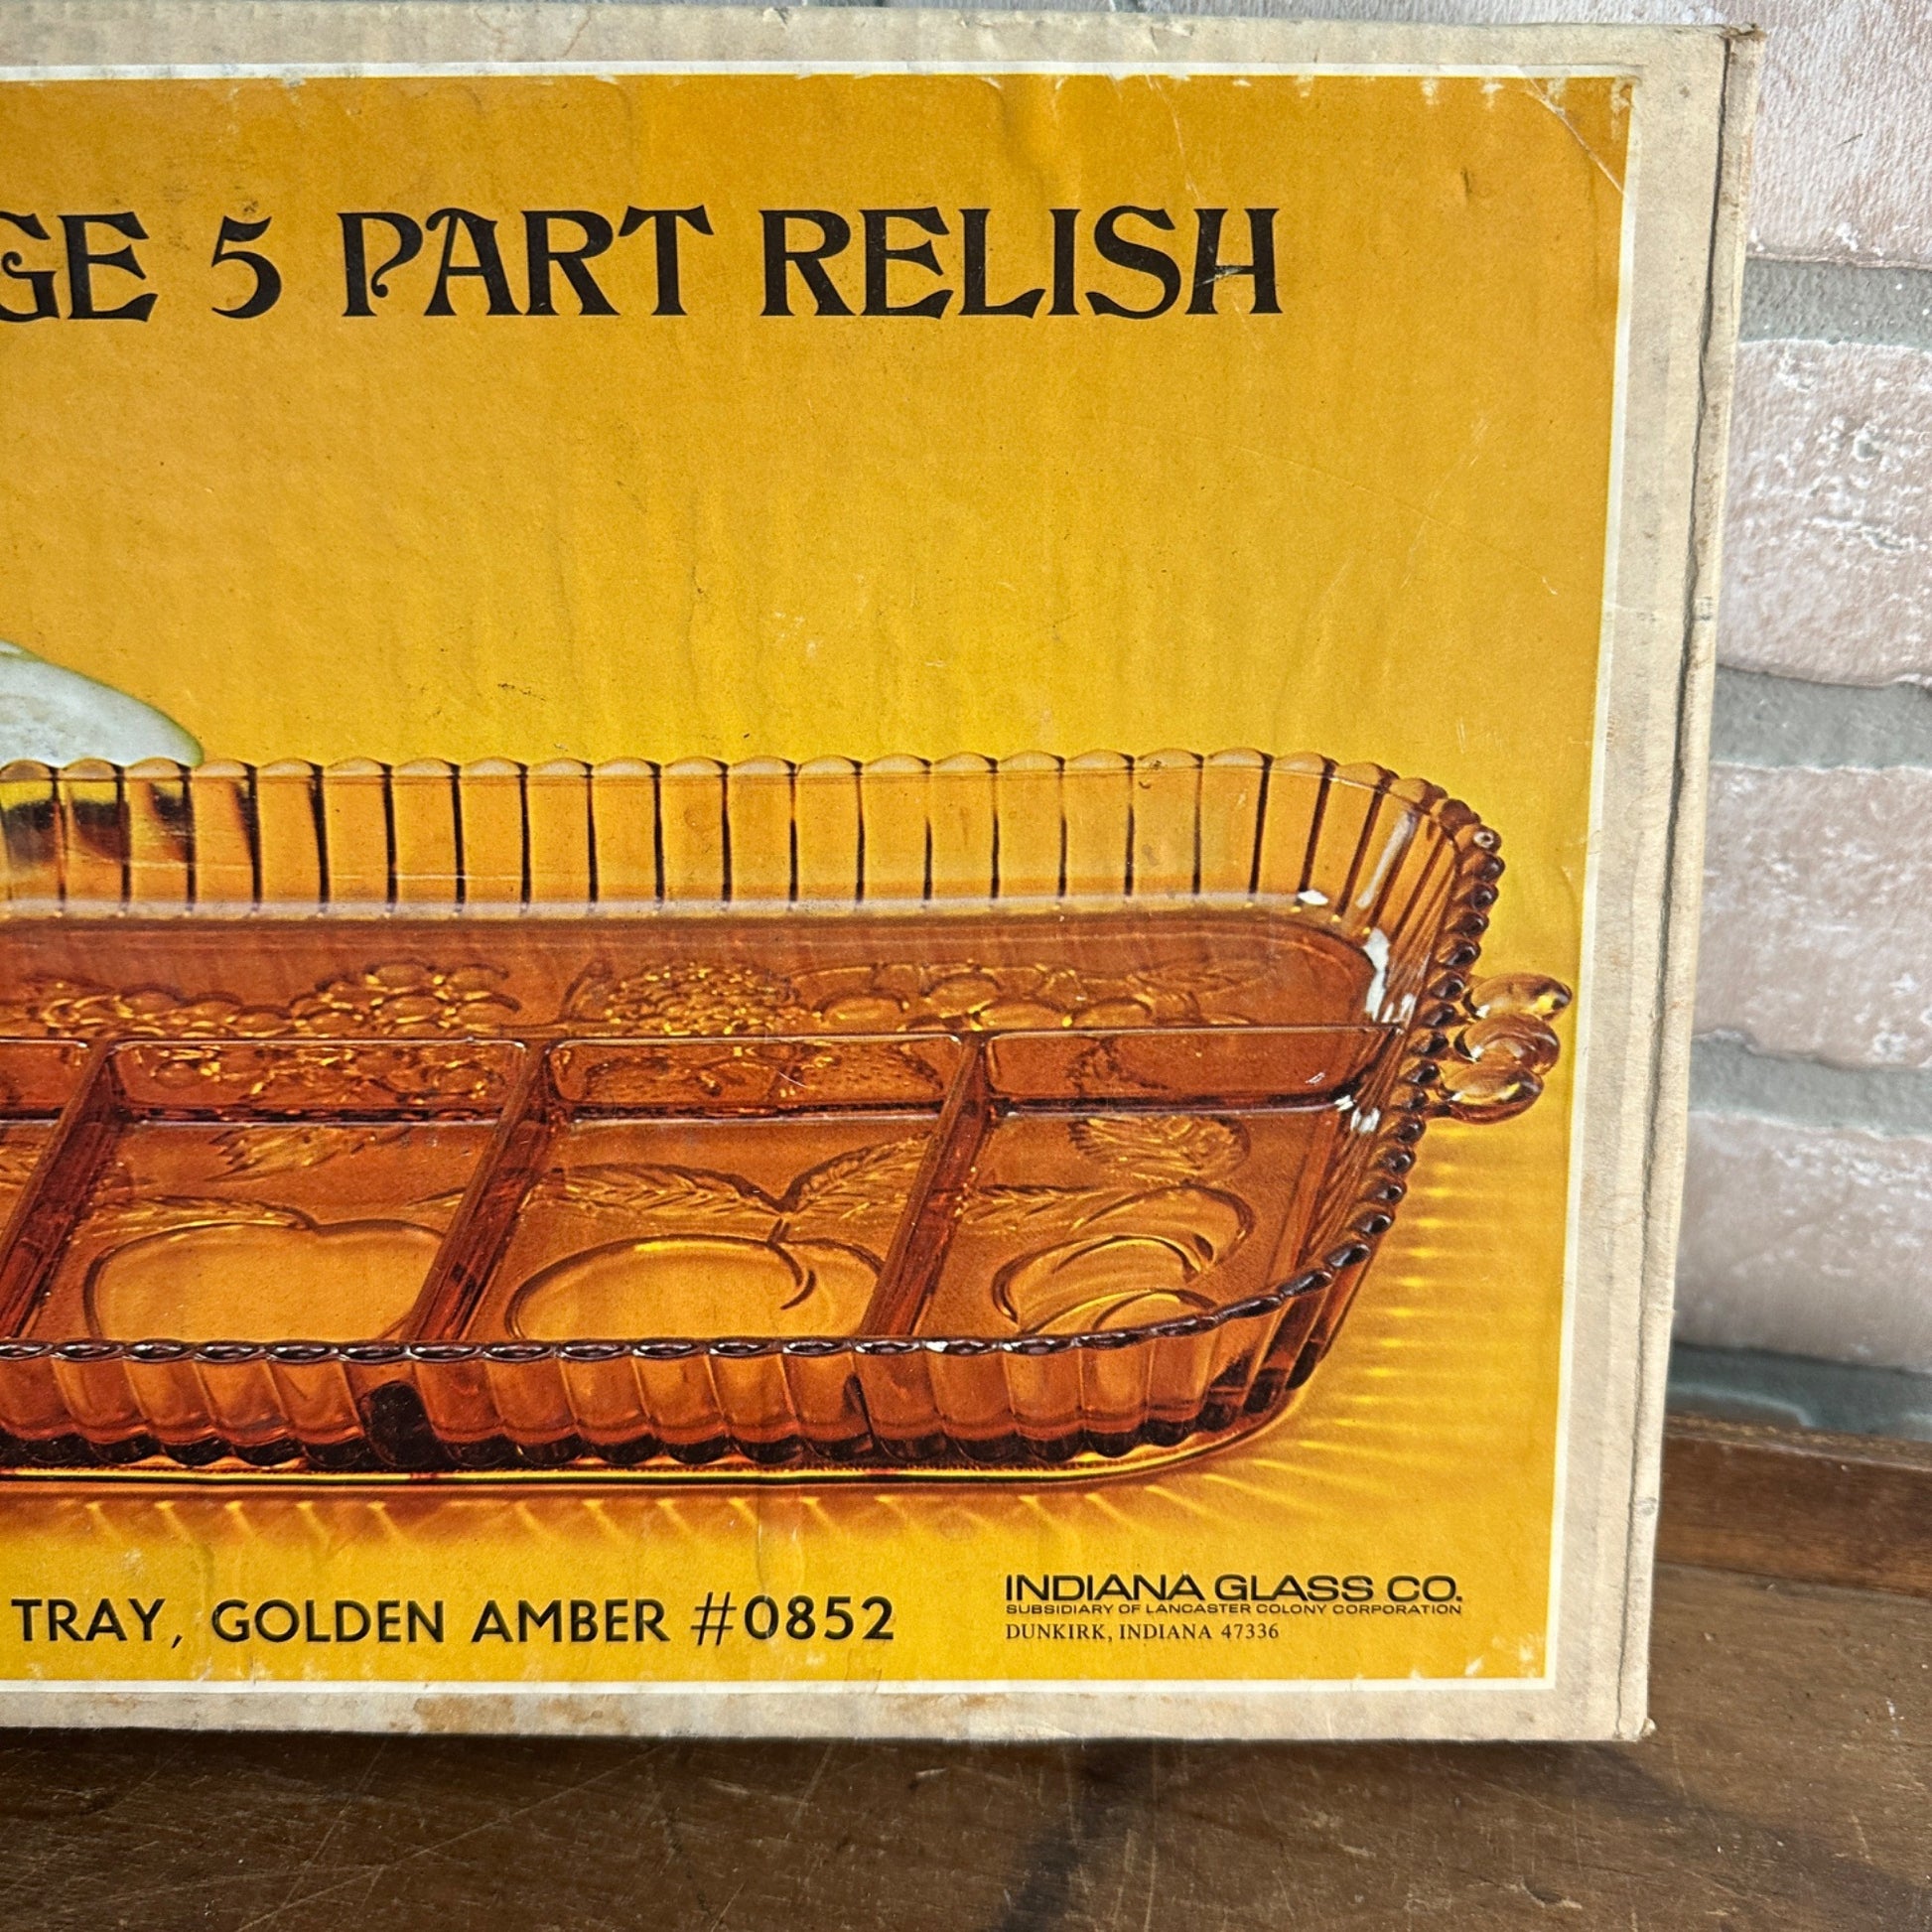 GE 5 PART RELISH
TRAY, GOLDEN AMBER #0852
INDIANA GLASS CO.
SUBSIDIARY OF LANCASTER COLONY CORPORATION
DUNKIRK, INDIANA 47336